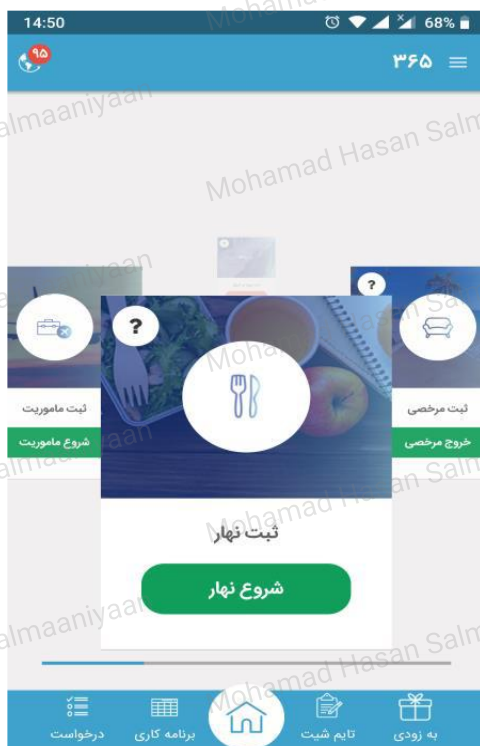 14:50
68%
۹۵
۳۶۵
?
?
ثبت مرخصی
خروج مرخصی
ثبت ماموریت
شروع ماموریت
ثبت نهار
شروع نهار
به زودی
تایم شیت
برنامه کاری
درخواست
Mohamad Hasan Salmaaniyaan